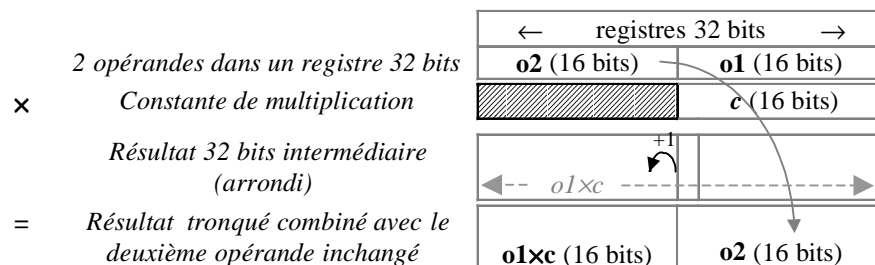 ← registres 32 bits →
2 opérandes dans un registre 32 bits o2 (16 bits) o1 (16 bits)
× Constante de multiplication c (16 bits)
+1
Résultat 32 bits intermédiaire
(arrondi) o1×c
= Résultat tronqué combiné avec le
deuxième opérande inchangé o1×c (16 bits) o2 (16 bits)